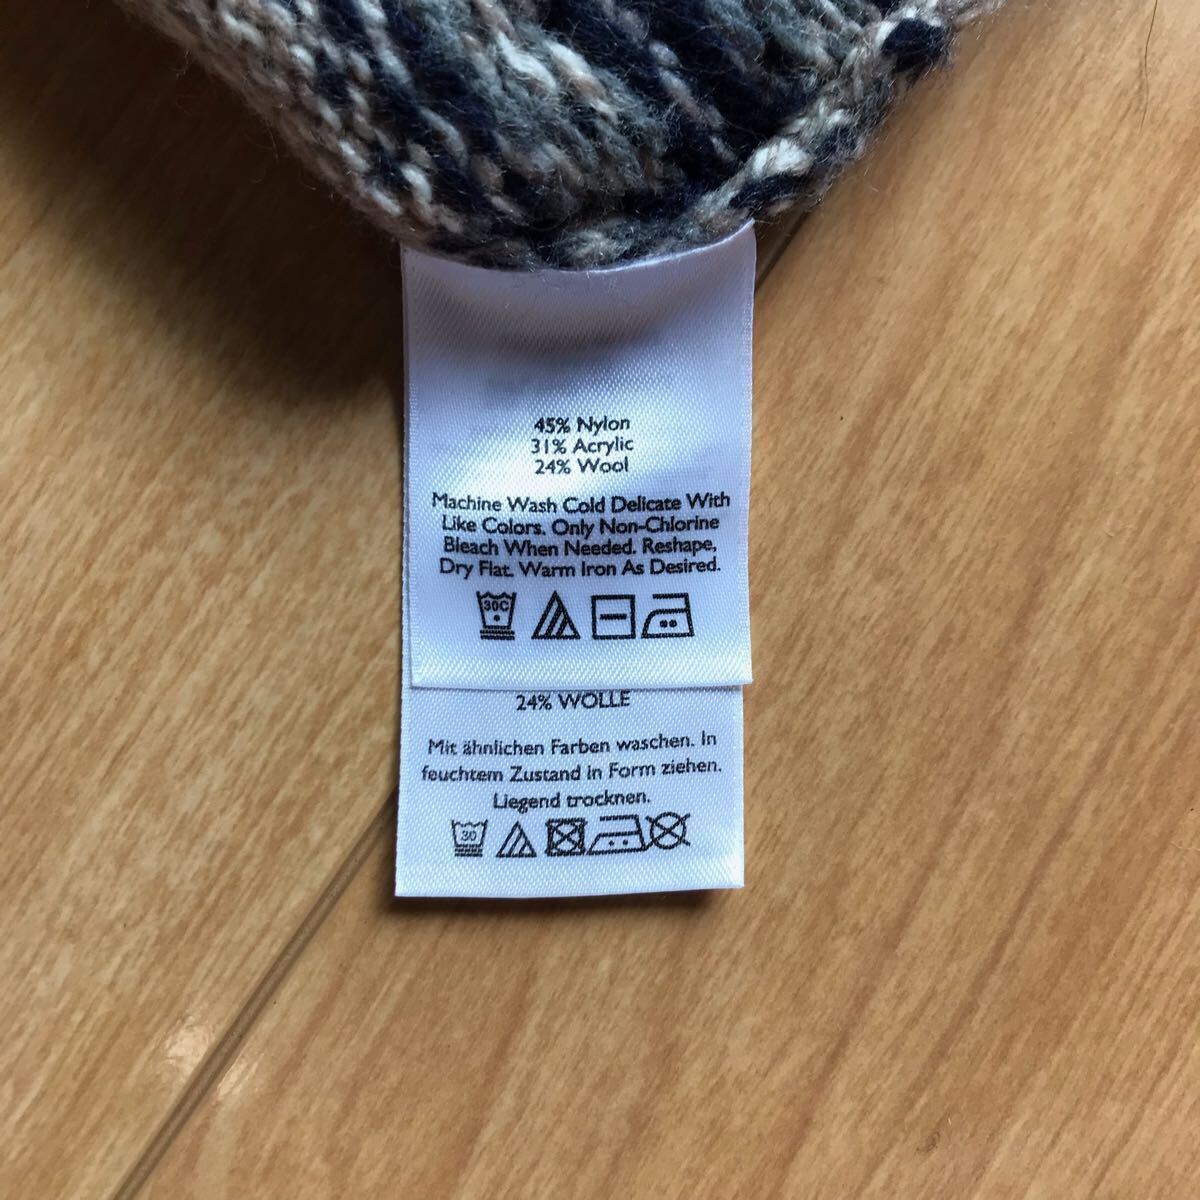 45% Nylon
31% Acrylic
24% Wool
Machine Wash Cold Delicate With
Like Colors. Only Non-Chlorine
Bleach When Needed. Reshape,
Dry Flat. Warm Iron As Desired.
30C
24% WOLLE
Mit ähnlichen Farben waschen. In
feuchtem Zustand in Form ziehen.
Liegend trocknen.
30